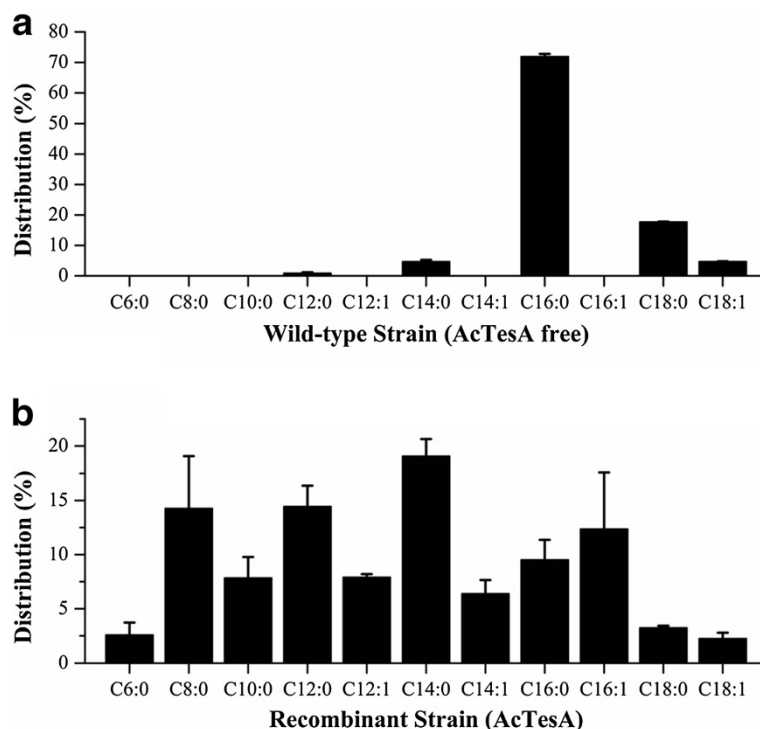 a
Distribution (%)
80
70
60
50
40
30
20
10
0
C6:0 C8:0 C10:0 C12:0 C12:1 C14:0 C14:1 C16:0 C16:1 C18:0 C18:1
Wild-type Strain (AcTesA free)
b
Distribution (%)
20
15
10
5
0
C6:0 C8:0 C10:0 C12:0 C12:1 C14:0 C14:1 C16:0 C16:1 C18:0 C18:1
Recombinant Strain (AcTesA)